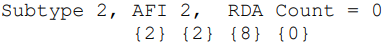 Subtype 2, AFI 2, RDA Count = 0
{2} {2} {8} {0}